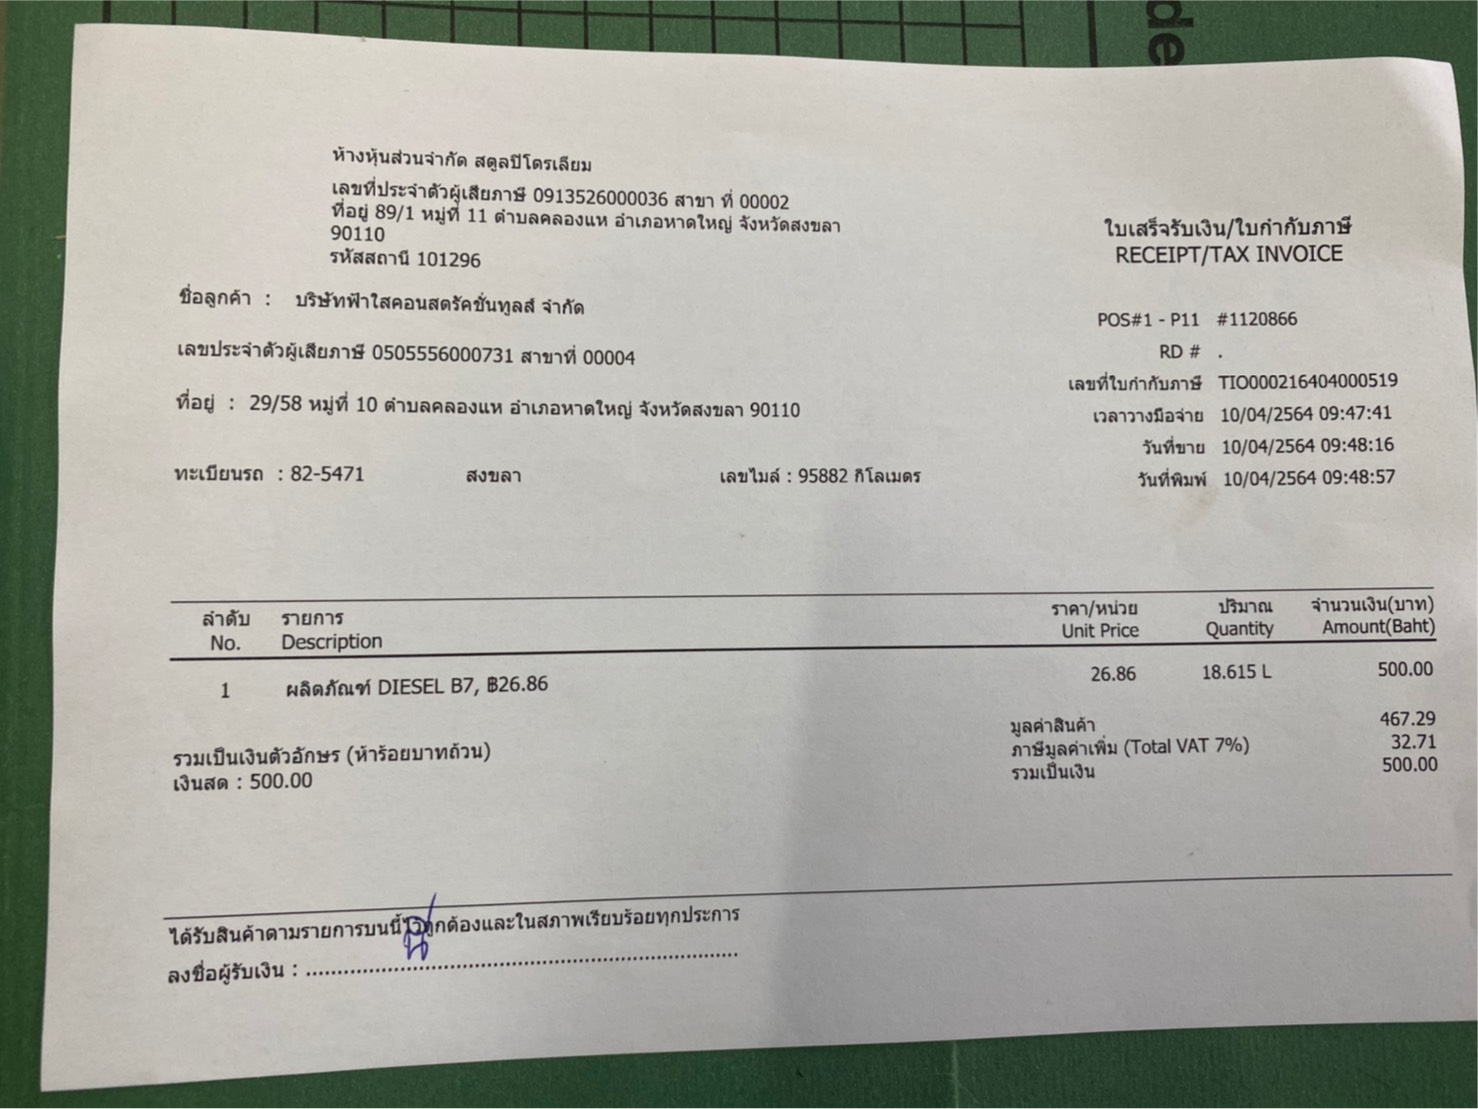 de
ห้างหุ้นส่วนจำกัด สตูลปิโตรเลียม
เลขที่ประจำตัวผู้เสียภาษี 0913526000036 สาขา ที่ 00002
ที่อยู่ 89/1 หมู่ที่ 11 ตำบลคลองแห อำเภอหาดใหญ่ จังหวัดสงขลา
90110
รหัสสถานี 101296
ใบเสร็จรับเงิน/ใบกำกับภาษี
RECEIPT/TAX INVOICE
ชื่อลูกค้า : บริษัทฟ้าใสคอนสตรัคชั่นทูลส์ จำกัด
POS#1 - P11 #1120866
เลขประจำตัวผู้เสียภาษี 0505556000731 สาขาที่ 00004
RD # .
เลขที่ใบกำกับภาษี TIO000216404000519
ที่อยู่ : 29/58 หมู่ที่ 10 ตำบลคลองแห อำเภอหาดใหญ่ จังหวัดสงขลา 90110
เวลาวางมือจ่าย 10/04/2564 09:47:41
วันที่ขาย 10/04/2564 09:48:16
ทะเบียนรถ : 82-5471 สงขลา เลขไมล์ : 95882 กิโลเมตร
วันที่พิมพ์ 10/04/2564 09:48:57
ลำดับ รายการ ราคา/หน่วย ปริมาณ จำนวนเงิน(บาท)
No. Description Unit Price Quantity Amount(Baht)
1 ผลิตภัณฑ์ DIESEL B7, ฿26.86 26.86 18.615 L 500.00
มูลค่าสินค้า 467.29
รวมเป็นเงินตัวอักษร (ห้าร้อยบาทถ้วน) ภาษีมูลค่าเพิ่ม (Total VAT 7%) 32.71
เงินสด : 500.00 รวมเป็นเงิน 500.00
ได้รับสินค้าตามรายการบนนี้ไว้ถูกต้องและในสภาพเรียบร้อยทุกประการ
ลงชื่อผู้รับเงิน : ....................................................................